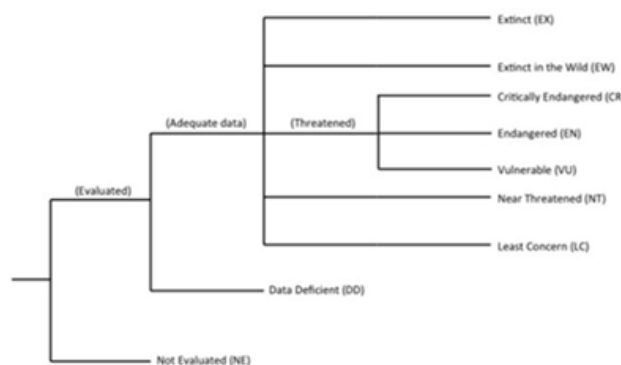 Extinct (EX)
Extinct in the Wild (EW)
Critically Endangered (CR
(Adequate data)
(Threatened)
Endangered (EN)
Vulnerable (VU)
(Evaluated)
Near Threatened (NT)
Least Concern (LC)
Data Deficient (DD)
Not Evaluated (NE)